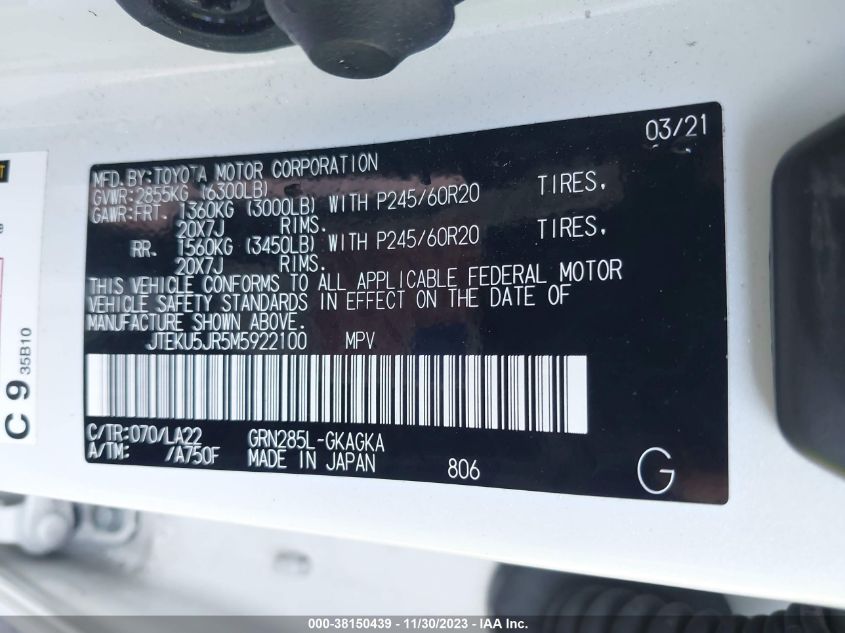 03/21
MFD. BY: TOYOTA MOTOR CORPORATION
GVWR: 2855KG (6300LB)
GAWR: FRT. 1360KG (3000LB) WITH P245/60R20 TIRES,
20X7J RIMS.
RR. 1560KG (3450LB) WITH P245/60R20 TIRES,
20X7J RIMS.
THIS VEHICLE CONFORMS TO ALL APPLICABLE FEDERAL MOTOR
VEHICLE SAFETY STANDARDS IN EFFECT ON THE DATE OF
MANUFACTURE SHOWN ABOVE.
JTEKU5JR5M5922100 MPV
C/TR: 070/LA22 GRN285L-GKAGKA
A/TM: /A750F MADE IN JAPAN 806
G
C 9 35B10
000-38150439 - 11/30/2023 - IAA Inc.